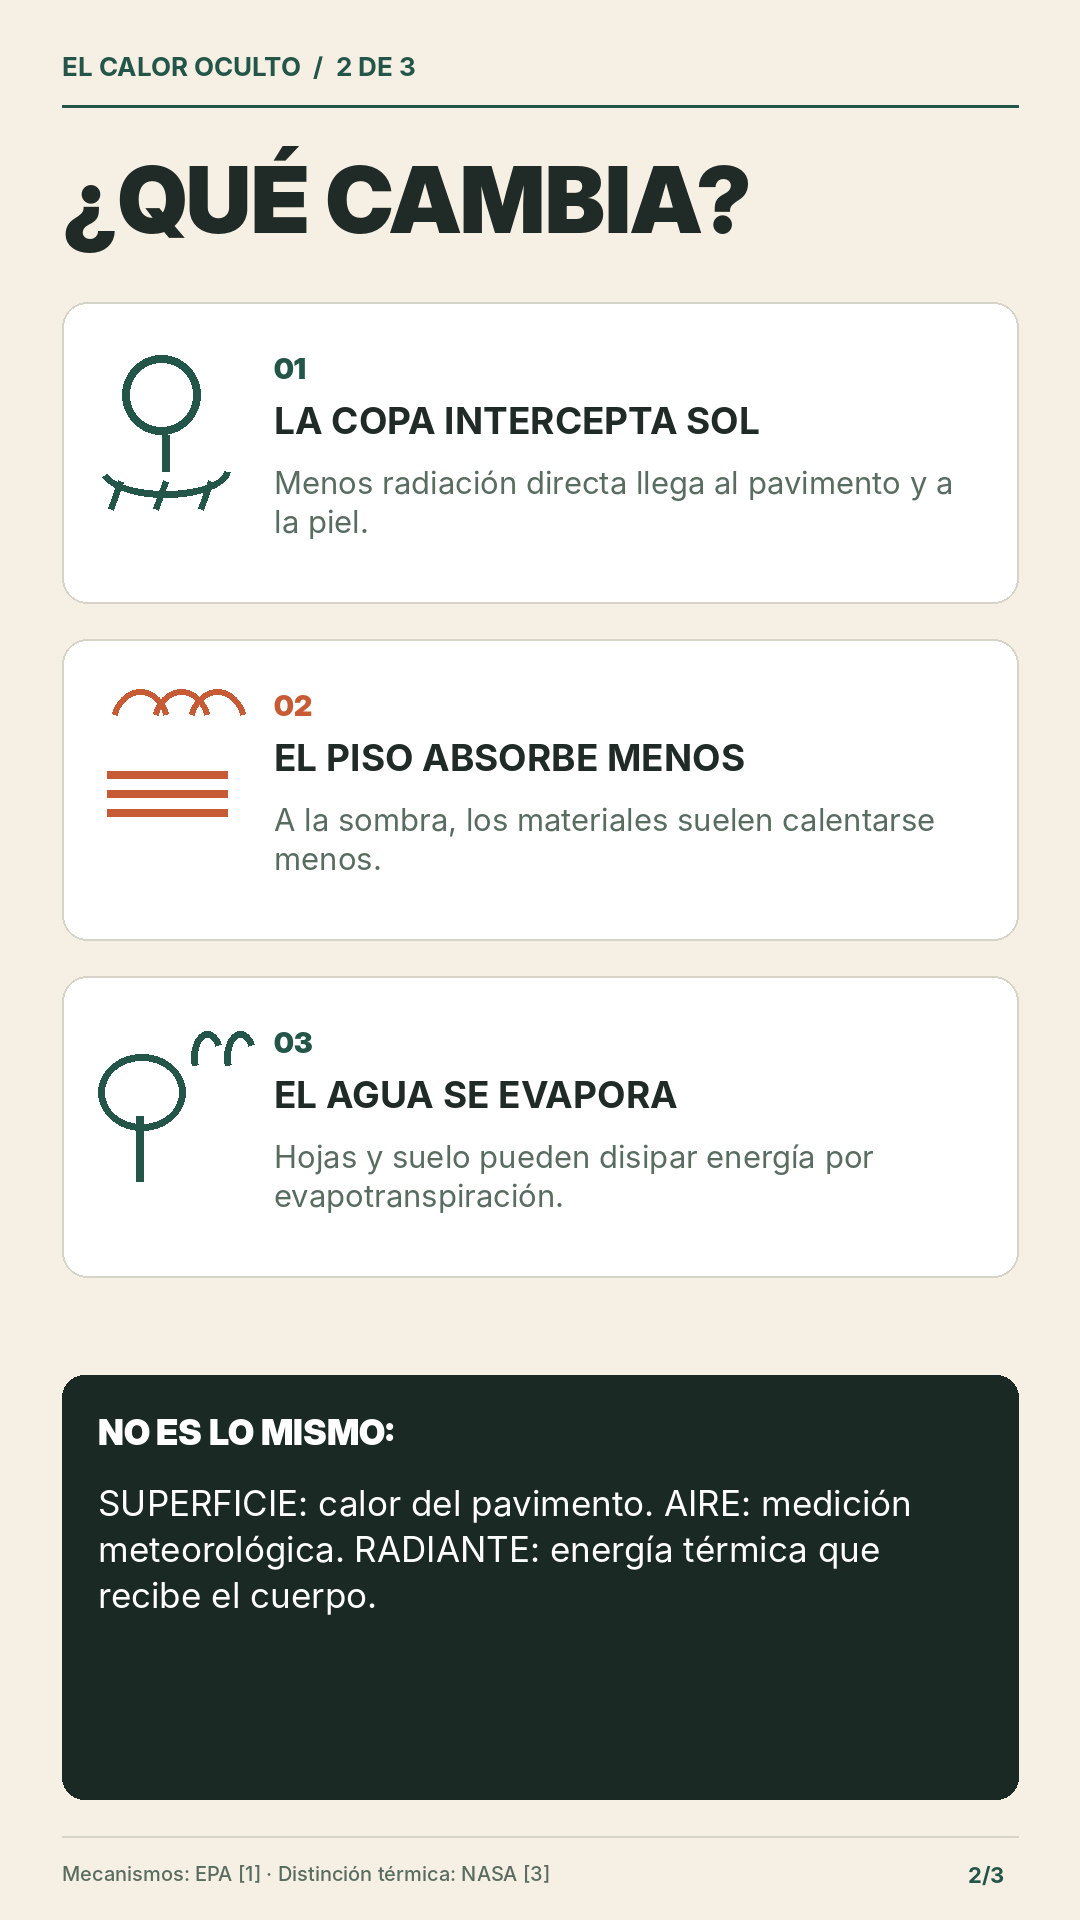 EL CALOR OCULTO / 2 DE 3
¿QUÉ CAMBIA?
01
LA COPA INTERCEPTA SOL
Menos radiación directa llega al pavimento y a
la piel.
02
EL PISO ABSORBE MENOS
A la sombra, los materiales suelen calentarse
menos.
03
EL AGUA SE EVAPORA
Hojas y suelo pueden disipar energía por
evapotranspiración.
NO ES LO MISMO:
SUPERFICIE: calor del pavimento. AIRE: medición
meteorológica. RADIANTE: energía térmica que
recibe el cuerpo.
Mecanismos: EPA [1] · Distinción térmica: NASA [3]
2/3